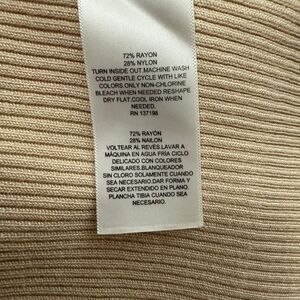 72% RAYON
28% NYLON
TURN INSIDE OUT.MACHINE WASH
COLD GENTLE CYCLE WITH LIKE
COLORS.ONLY NON-CHLORINE
BLEACH WHEN NEEDED RESHAPE
DRY FLAT.COOL IRON WHEN
NEEDED.
RN 137198
72% RAYÓN
28% NAILON
VOLTEAR AL REVÉS.LAVAR A
MÁQUINA EN AGUA FRÍA CICLO
DELICADO CON COLORES
SIMILARES.BLANQUEADOR
SIN CLORO SOLAMENTE CUANDO
SEA NECESARIO.DAR FORMA Y
SECAR EXTENDIDO EN PLANO.
PLANCHA TIBIA CUANDO SEA
NECESARIO.